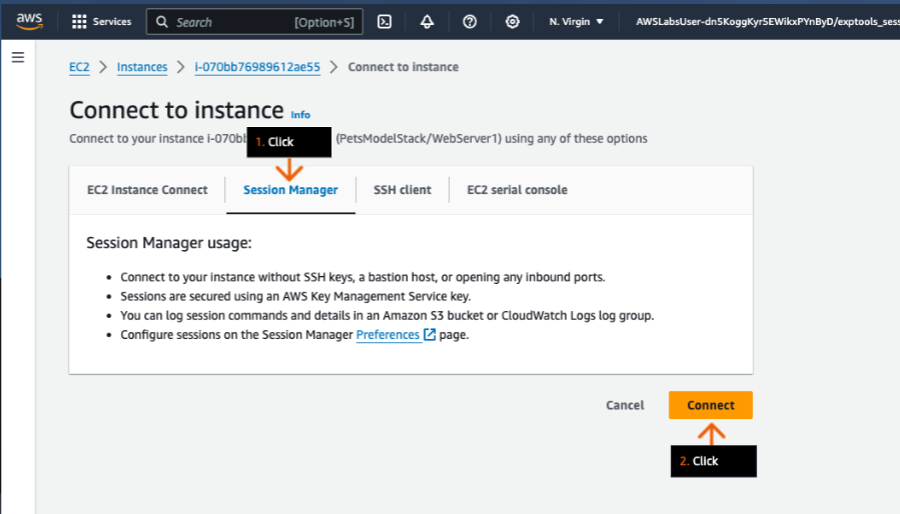 aws Services Search [Option+S] N. Virgin AWSLabsUser-dn5KoggKyr5EWikxPYnByD/exptools_ses
EC2 > Instances > i-070bb76989612ae55 > Connect to instance
Connect to instance Info
Connect to your instance i-070bb (PetsModelStack/WebServer1) using any of these options
1. Click
EC2 Instance Connect Session Manager SSH client EC2 serial console
Session Manager usage:
• Connect to your instance without SSH keys, a bastion host, or opening any inbound ports.
• Sessions are secured using an AWS Key Management Service key.
• You can log session commands and details in an Amazon S3 bucket or CloudWatch Logs log group.
• Configure sessions on the Session Manager Preferences page.
Cancel Connect
2. Click